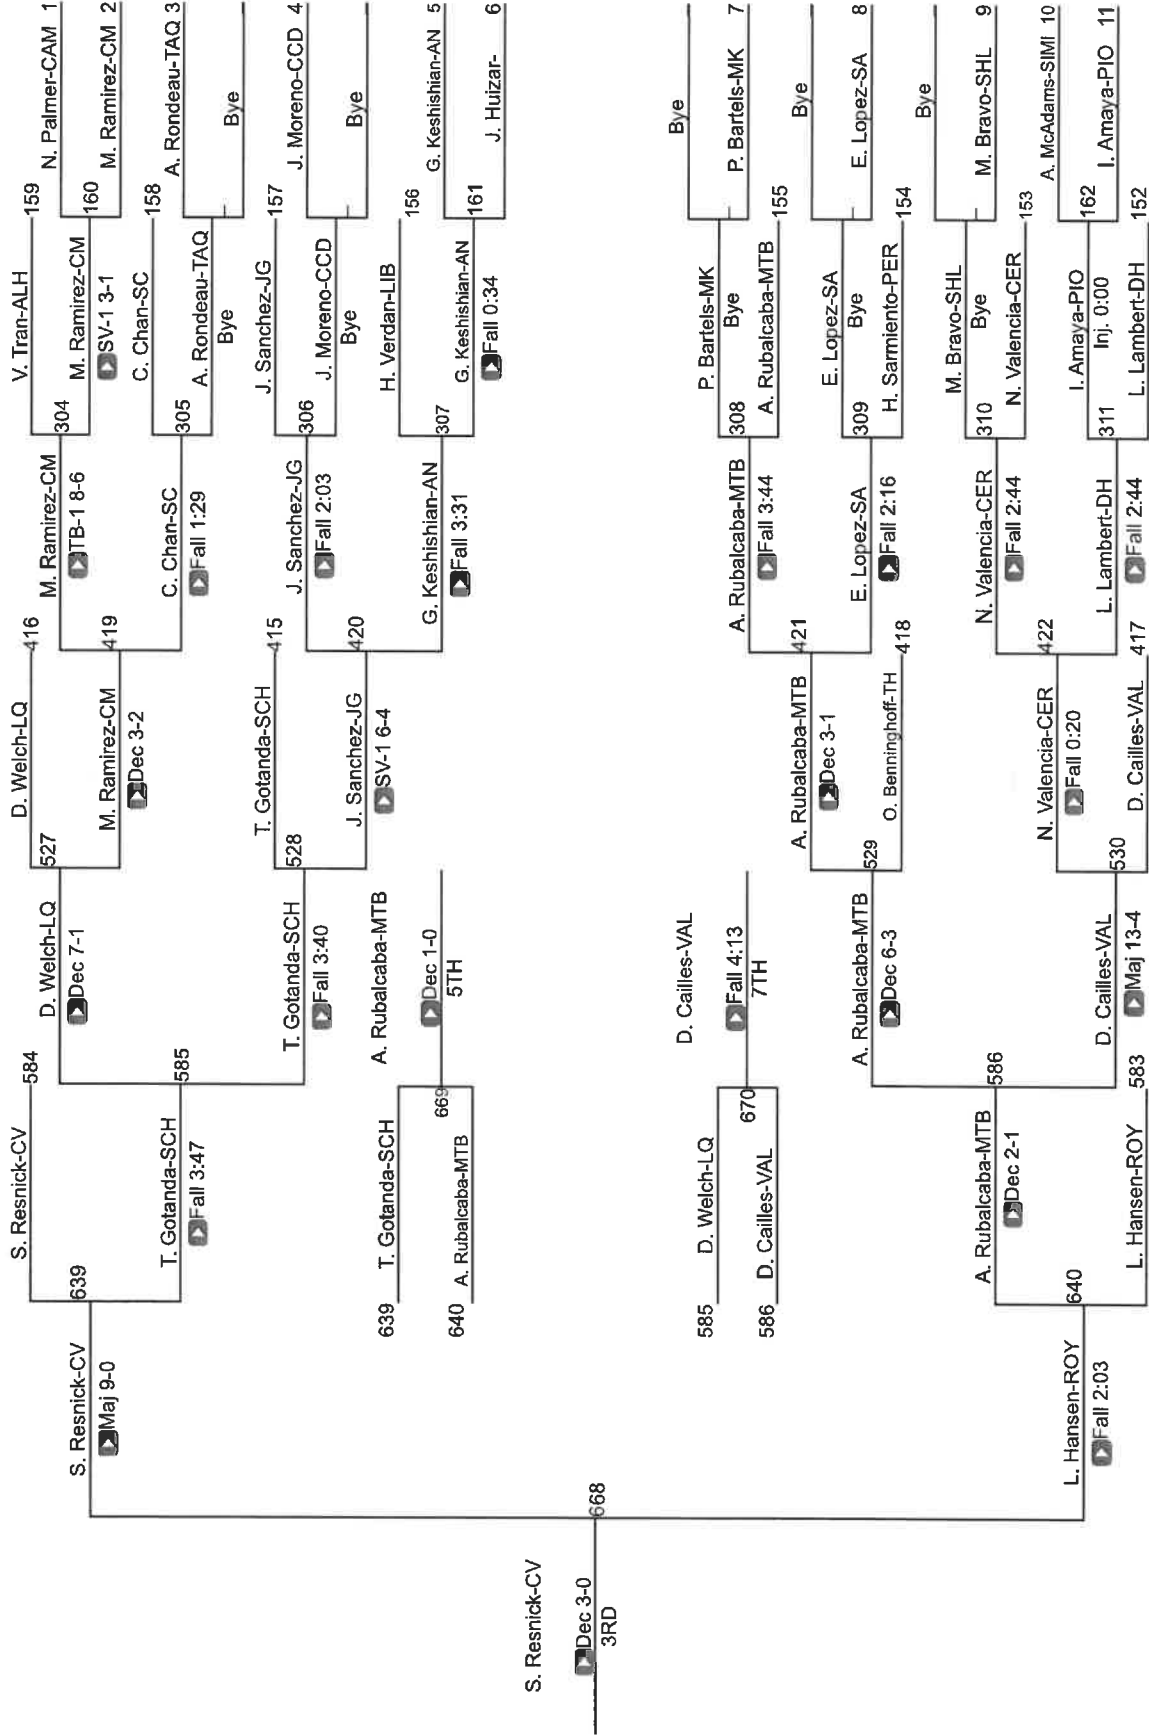 N. Palmer-CAM 1
M. Ramirez-CM 2
A. Rondeau-TAQ 3
Bye
J. Moreno-CCD 4
Bye
G. Keshishian-AN 5
J. Huizar- 6
Bye
P. Bartels-MK 7
Bye
E. Lopez-SA 8
Bye
M. Bravo-SHL 9
A. McAdams-SIMI 10
I. Amaya-PIO 11
V. Tran-ALH 159
160
M. Ramirez-CM
SV-1 3-1
C. Chan-SC 158
A. Rondeau-TAQ
Bye
J. Sanchez-JG 157
J. Moreno-CCD
Bye
H. Verdan-LIB 156
161
G. Keshishian-AN
Fall 0:34
P. Bartels-MK
Bye
A. Rubalcaba-MTB 155
E. Lopez-SA
Bye
H. Sarmiento-PER 154
M. Bravo-SHL
Bye
N. Valencia-CER 153
162
I. Amaya-PIO
Inj. 0:00
L. Lambert-DH 152
304
M. Ramirez-CM
TB-1 8-6
305
C. Chan-SC
Fall 1:29
306
J. Sanchez-JG
Fall 2:03
307
G. Keshishian-AN
Fall 3:31
308
A. Rubalcaba-MTB
Fall 3:44
309
E. Lopez-SA
Fall 2:16
310
N. Valencia-CER
Fall 2:44
311
L. Lambert-DH
Fall 2:44
D. Welch-LQ 416
419
M. Ramirez-CM
Dec 3-2
T. Gotanda-SCH 415
420
J. Sanchez-JG
SV-1 6-4
421
A. Rubalcaba-MTB
Dec 3-1
O. Benninghoff-TH 418
422
N. Valencia-CER
Fall 0:20
D. Cailles-VAL 417
527
D. Welch-LQ
Dec 7-1
528
T. Gotanda-SCH
Fall 3:40
529
A. Rubalcaba-MTB
Dec 6-3
530
D. Cailles-VAL
Maj 13-4
S. Resnick-CV 584
585
T. Gotanda-SCH
Fall 3:47
586
A. Rubalcaba-MTB
Dec 2-1
L. Hansen-ROY 583
639
S. Resnick-CV
Maj 9-0
640
L. Hansen-ROY
Fall 2:03
668
S. Resnick-CV
Dec 3-0
3RD
639 T. Gotanda-SCH
640 A. Rubalcaba-MTB
669
A. Rubalcaba-MTB
Dec 1-0
5TH
585 D. Welch-LQ
586 D. Cailles-VAL
670
D. Cailles-VAL
Fall 4:13
7TH